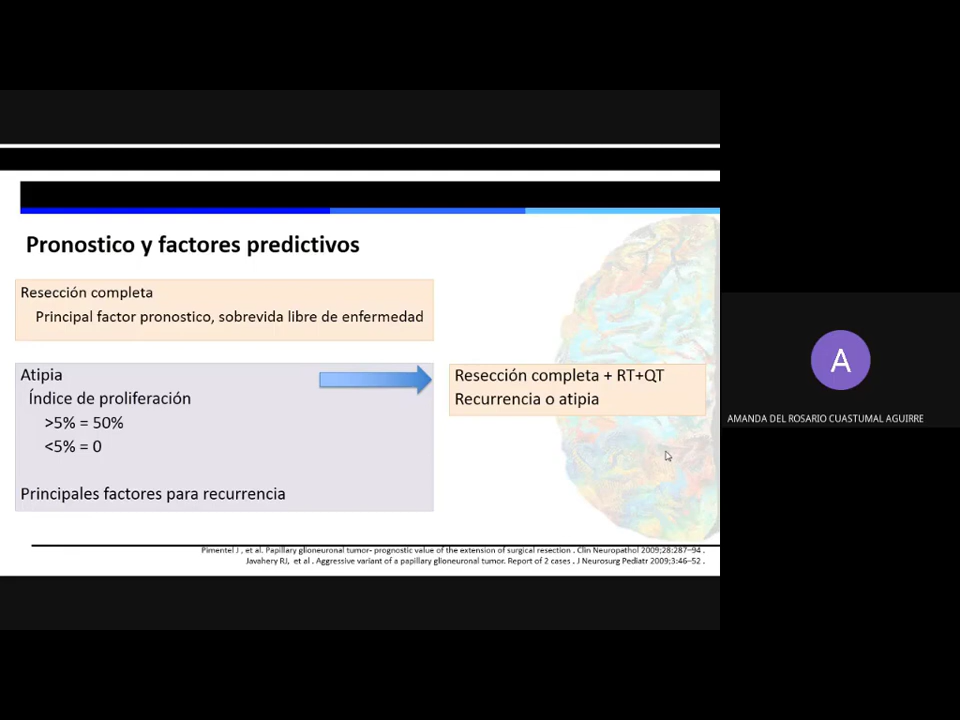 Pronostico y factores predictivos
Resección completa
Principal factor pronostico, sobrevida libre de enfermedad
Atipia
Índice de proliferación
>5% = 50%
<5% = 0
Principales factores para recurrencia
Resección completa + RT+QT
Recurrencia o atipia
Pimentel J , et al. Papillary glioneuronal tumor- prognostic value of the extension of surgical resection . Clin Neuropathol 2009;28:287–94 .
Javahery RJ, et al . Aggressive variant of a papillary glioneuronal tumor. Report of 2 cases . J Neurosurg Pediatr 2009;3:46–52 .
A
AMANDA DEL ROSARIO CUASTUMAL AGUIRRE